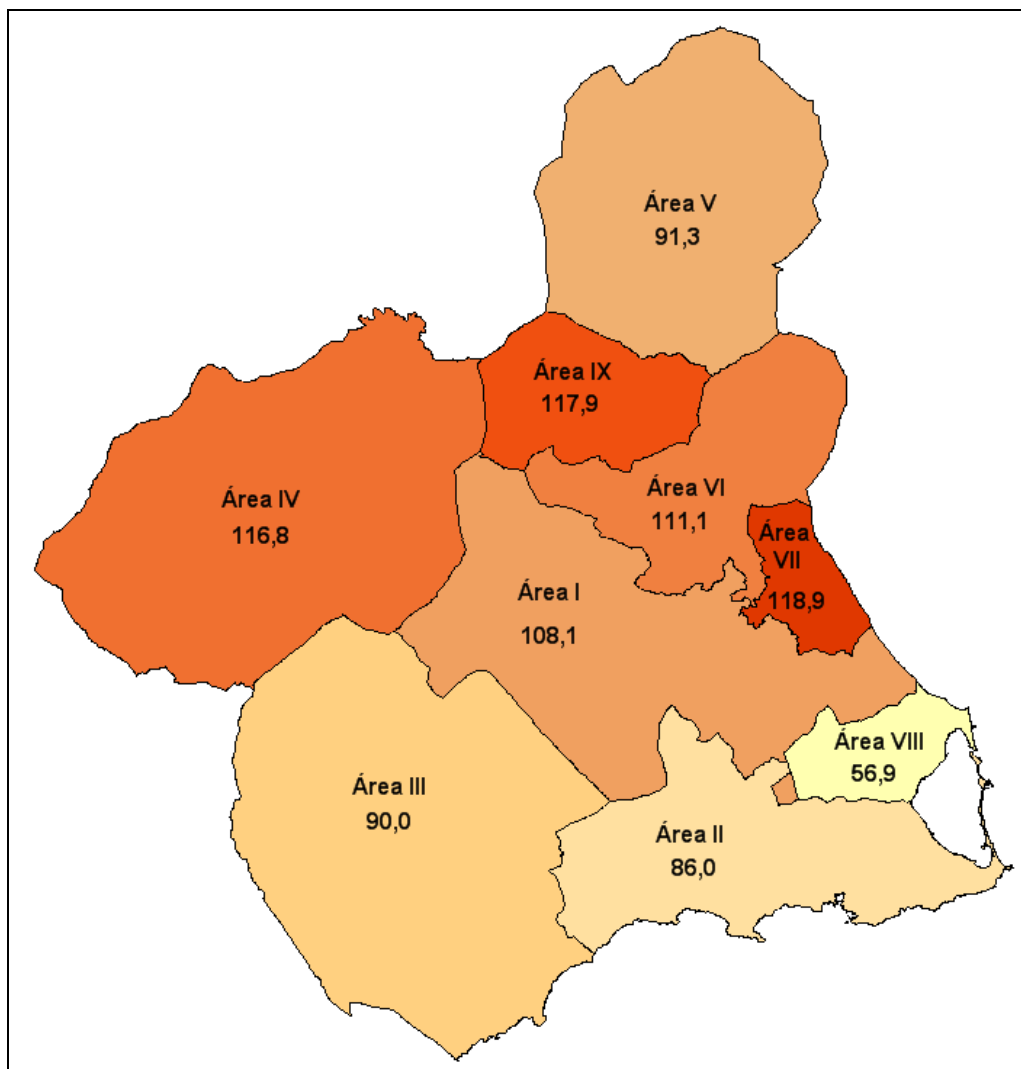 Área V
91,3
Área IX
117,9
Área IV
116,8
Área VI
111,1
Área
VII
118,9
Área I
108,1
Área VIII
56,9
Área III
90,0
Área II
86,0